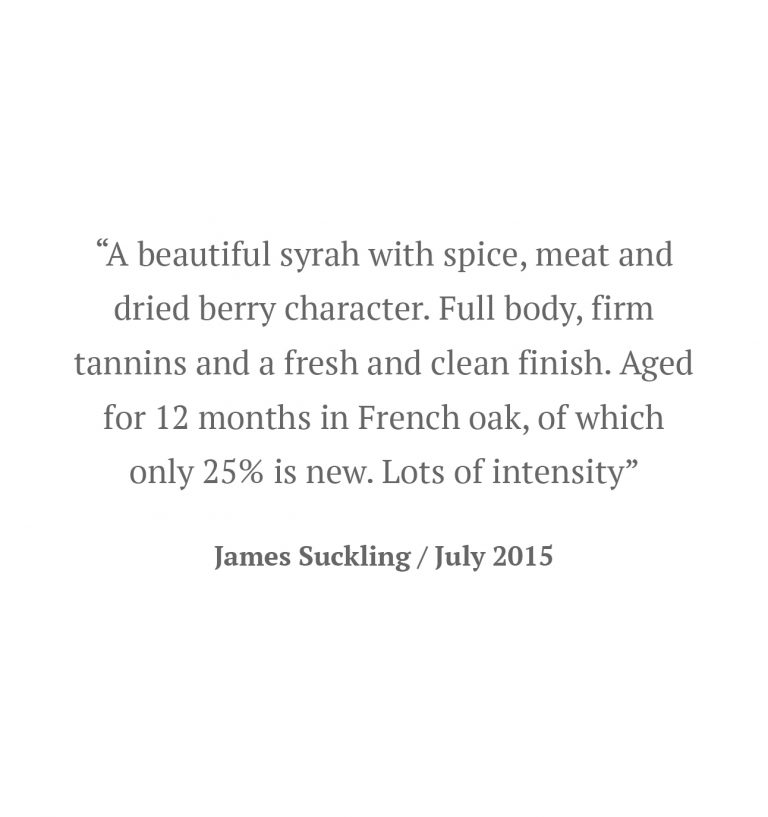 “A beautiful syrah with spice, meat and
dried berry character. Full body, firm
tannins and a fresh and clean finish. Aged
for 12 months in French oak, of which
only 25% is new. Lots of intensity”
James Suckling / July 2015